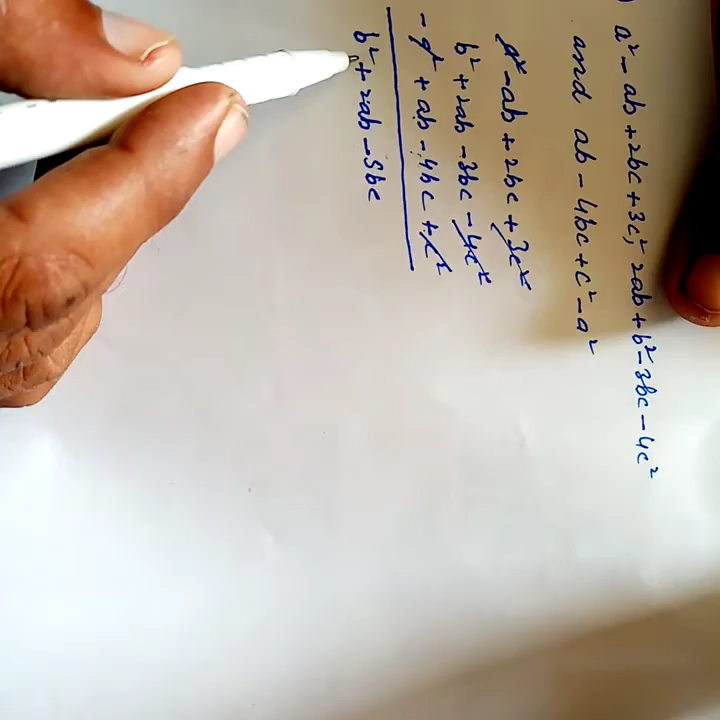 ) a² - ab + 2bc + 3c², 2ab + b² - 3bc - 4c²
and ab - 4bc + c² - a²
a² - ab + 2bc + 3c²
b² + 2ab - 3bc - 4c²
- a² + ab - 4bc + c²
b² + 2ab - 5bc